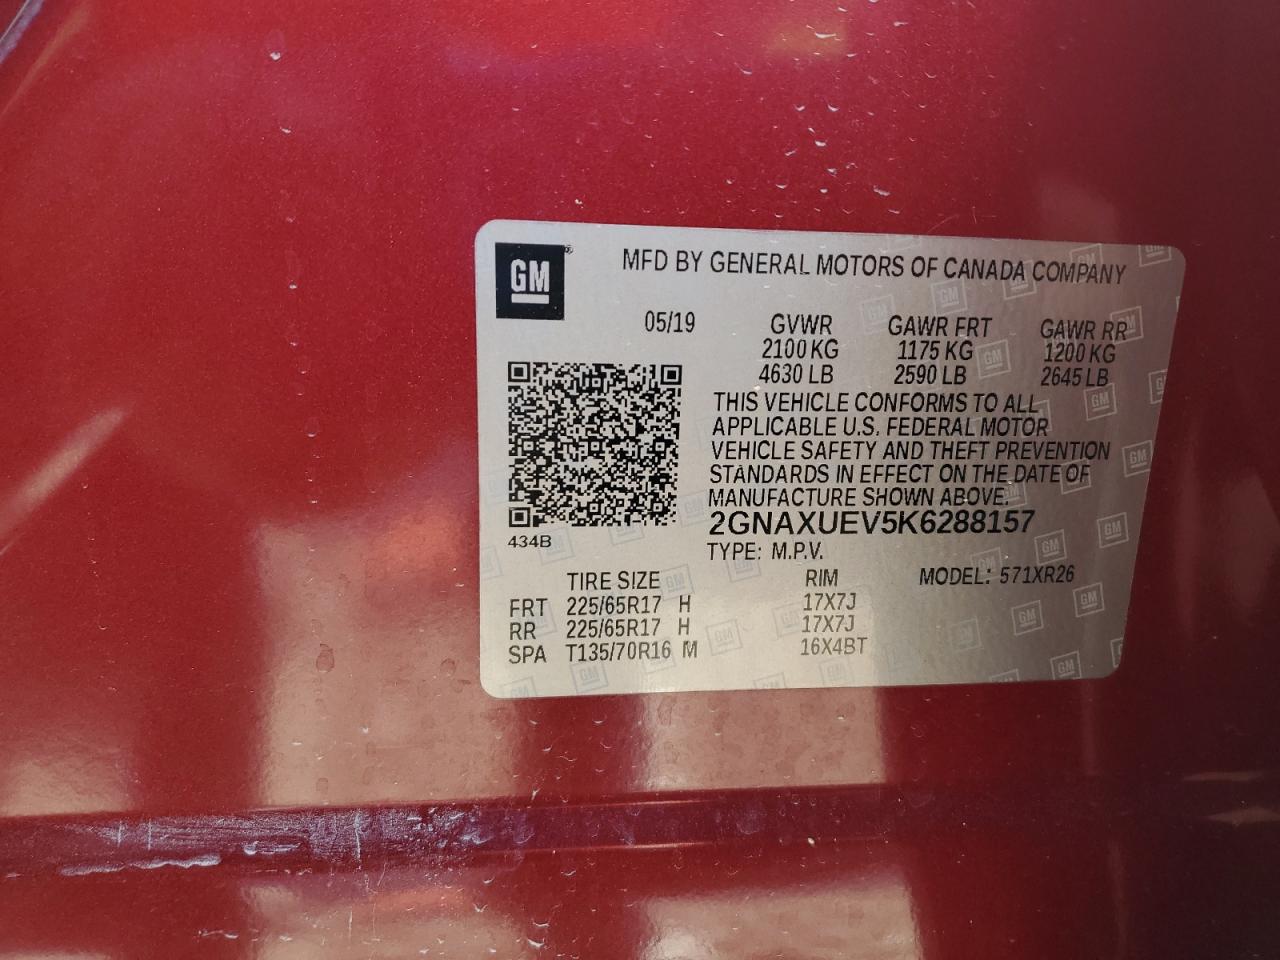 GM ®
MFD BY GENERAL MOTORS OF CANADA COMPANY
05/19 GVWR GAWR FRT GAWR RR
2100 KG 1175 KG 1200 KG
4630 LB 2590 LB 2645 LB
THIS VEHICLE CONFORMS TO ALL
APPLICABLE U.S. FEDERAL MOTOR
VEHICLE SAFETY AND THEFT PREVENTION
STANDARDS IN EFFECT ON THE DATE OF
MANUFACTURE SHOWN ABOVE.
2GNAXUEV5K6288157
434B
TYPE: M.P.V.
TIRE SIZE RIM MODEL: 571XR26
FRT 225/65R17 H 17X7J
RR 225/65R17 H 17X7J
SPA T135/70R16 M 16X4BT